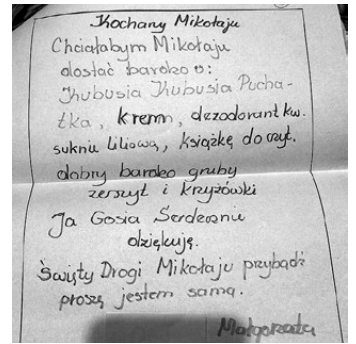 Kochany Mikołaju
Chciałabym Mikołaju
dostać bardzo o:
Kubusia Kubusia Pucha-
tka, krem, dezodorant kw.
suknię liliową, książkę do czyt.
dobry bardzo gruby
zeszyt i krzyżówki
Ja Gosia Serdecznie
dziękuję.
Święty Drogi Mikołaju przybądź
proszę jestem sama.
Małgorzata